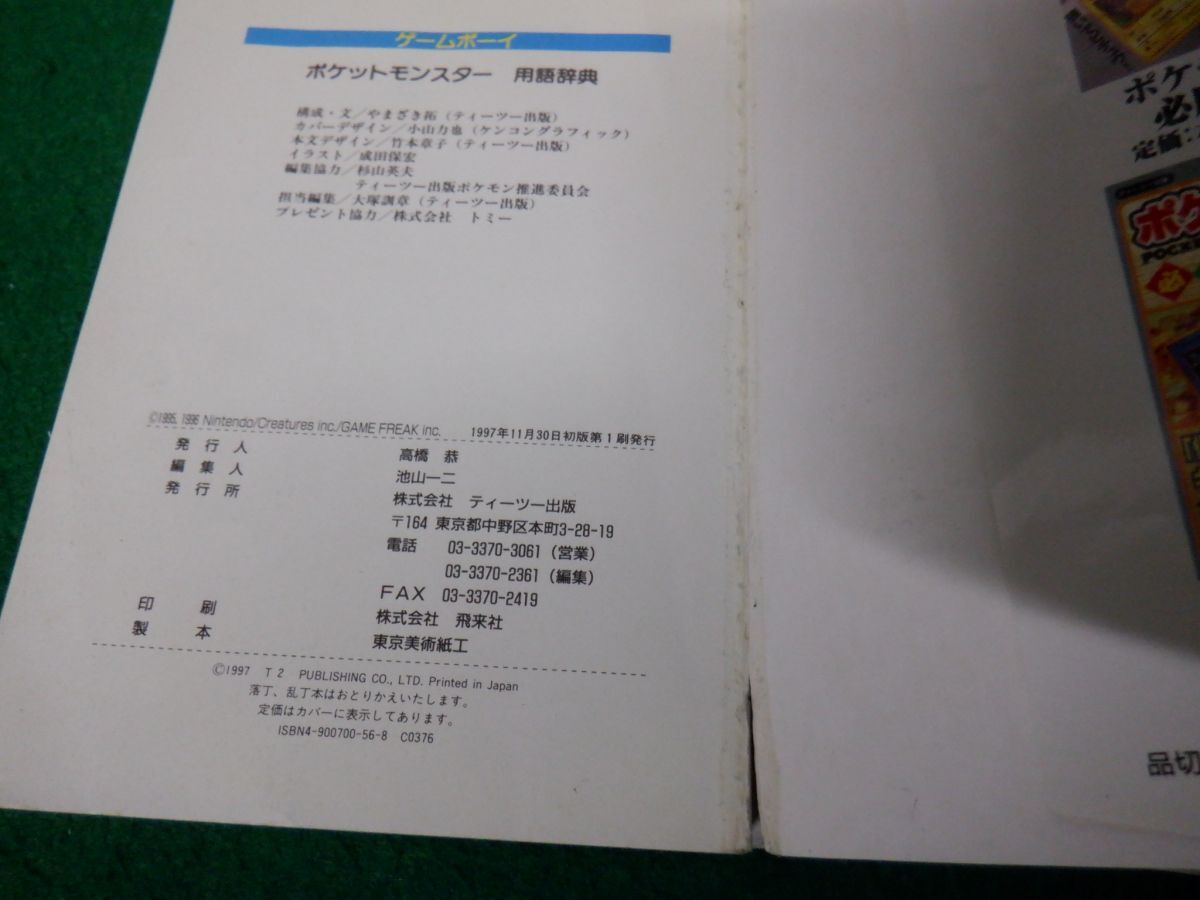 ゲームボーイ
ポケットモンスター 用語辞典
構成・文/やまざき拓(ティーツー出版)
カバーデザイン/小山力也(ケンコングラフィック)
本文デザイン/竹本章子(ティーツー出版)
イラスト/成田保宏
編集協力/杉山英夫
ティーツー出版ポケモン推進委員会
担当編集/大塚訓章(ティーツー出版)
プレゼント協力/株式会社 トミー
©1995, 1996 Nintendo/Creatures inc./GAME FREAK inc. 1997年11月30日初版第1刷発行
発行人 高橋 恭
編集人 池山一二
発行所 株式会社 ティーツー出版
〒164 東京都中野区本町3-28-19
電話 03-3370-3061(営業)
03-3370-2361(編集)
FAX 03-3370-2419
印刷 株式会社 飛来社
製本 東京美術紙工
©1997 T2 PUBLISHING CO., LTD. Printed in Japan
落丁、乱丁本はおとりかえいたします。
定価はカバーに表示してあります。
ISBN4-900700-56-8 C0376
ポケ
必
定価:
ポケ
POCK
必
品切